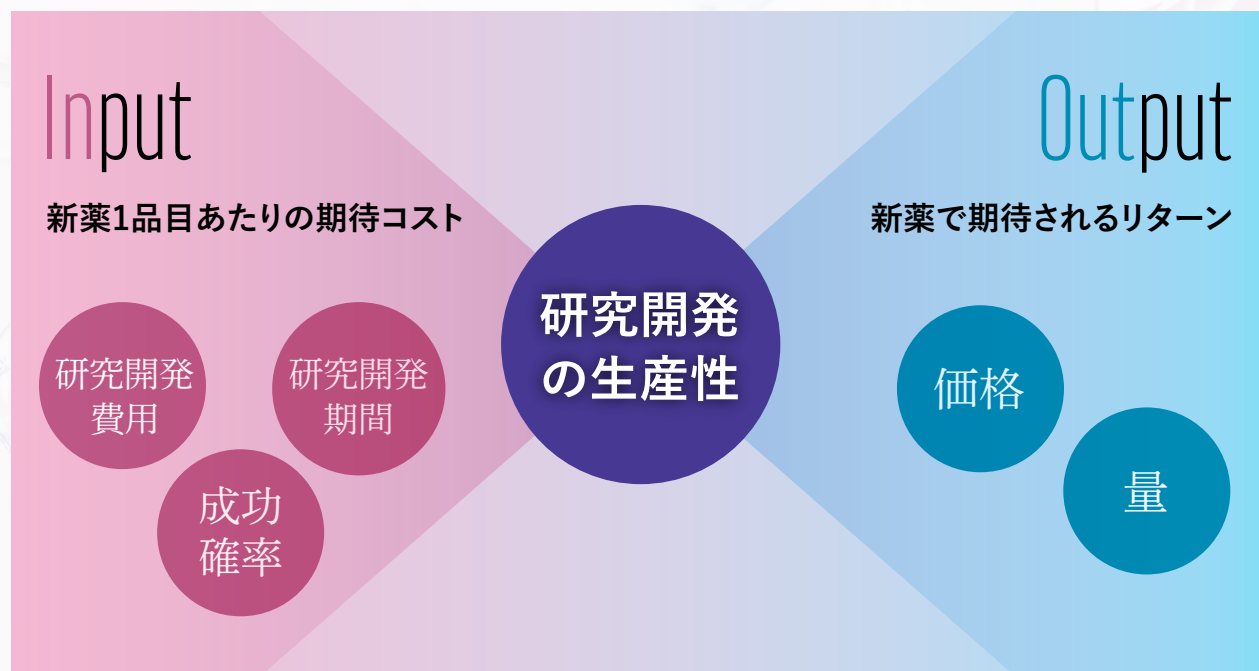 Input
新薬1品目あたりの期待コスト
研究開発
費用
研究開発
期間
成功
確率
研究開発
の生産性
Output
新薬で期待されるリターン
価格
量